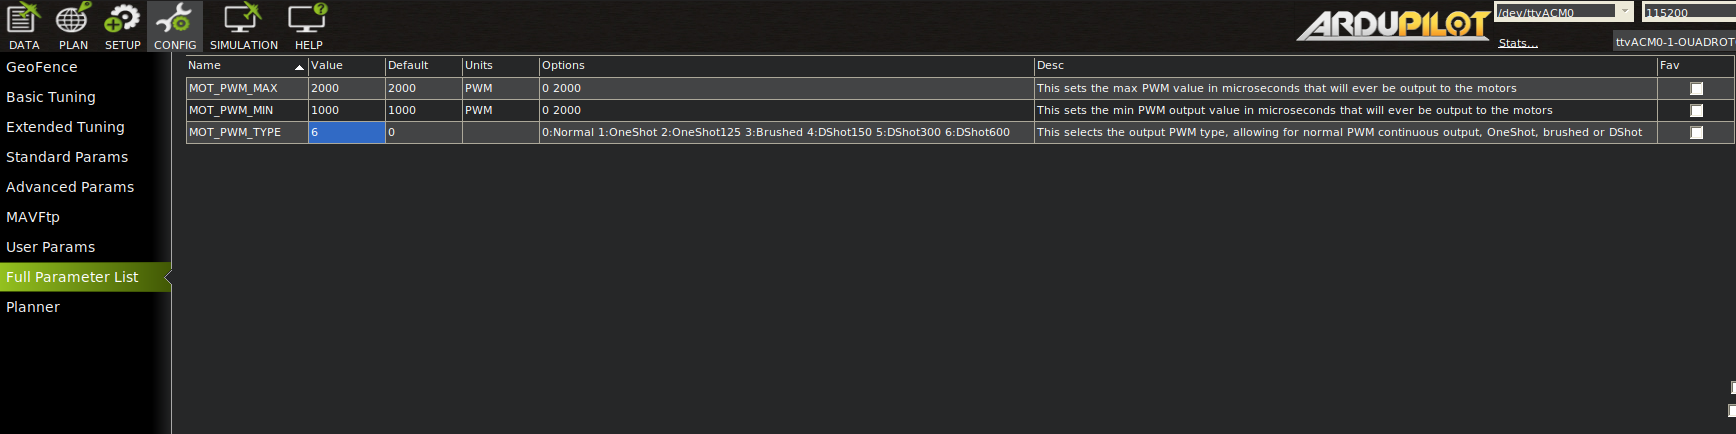 DATA PLAN SETUP CONFIG SIMULATION HELP
ARDUPILOT
/dev/ttyACM0 115200
Stats... ttyACM0-1-QUADROT
GeoFence
Basic Tuning
Extended Tuning
Standard Params
Advanced Params
MAVFtp
User Params
Full Parameter List
Planner
Name Value Default Units Options Desc Fav
MOT_PWM_MAX 2000 2000 PWM 0 2000 This sets the max PWM value in microseconds that will ever be output to the motors
MOT_PWM_MIN 1000 1000 PWM 0 2000 This sets the min PWM output value in microseconds that will ever be output to the motors
MOT_PWM_TYPE 6 0 0:Normal 1:OneShot 2:OneShot125 3:Brushed 4:DShot150 5:DShot300 6:DShot600 This selects the output PWM type, allowing for normal PWM continuous output, OneShot, brushed or DShot